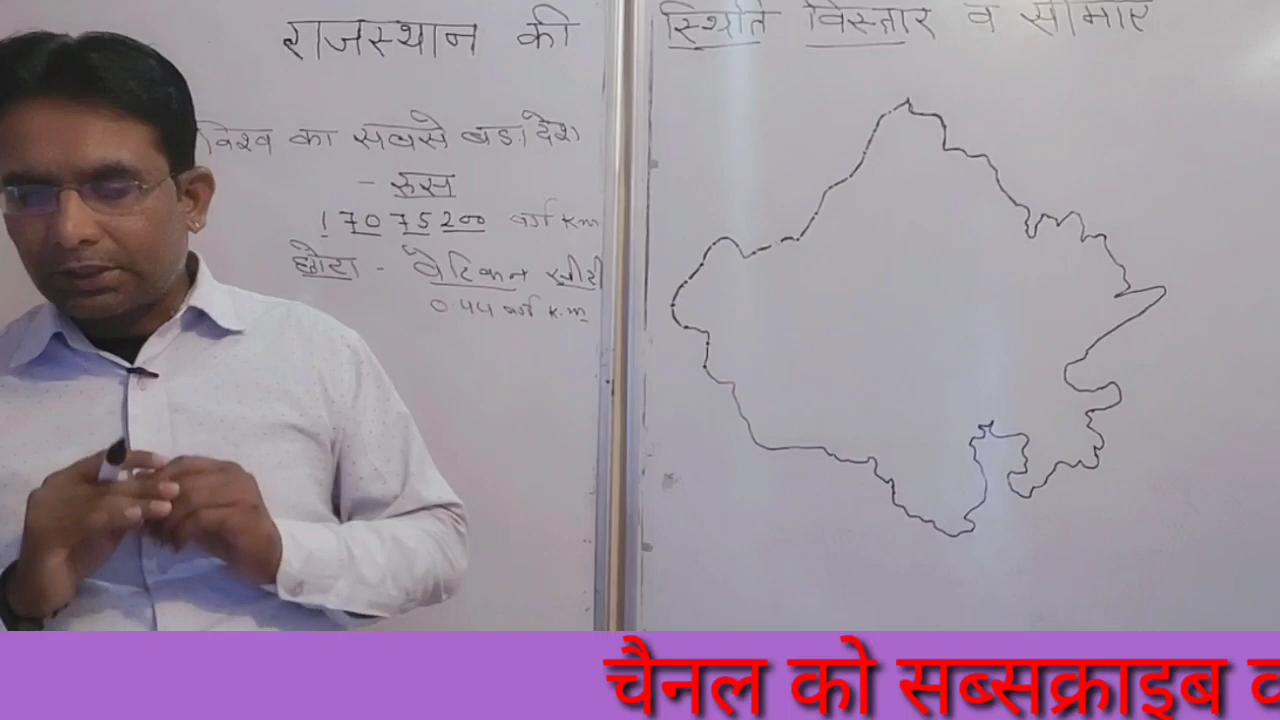 राजस्थान की स्थिति विस्तार व सीमाए
विश्व का सबसे बडा देश
- रुस
17075200 वर्ग Km
छोटा - वेटिकन सीटी
0.44 वर्ग K.m
चैनल को सब्सक्राइब क